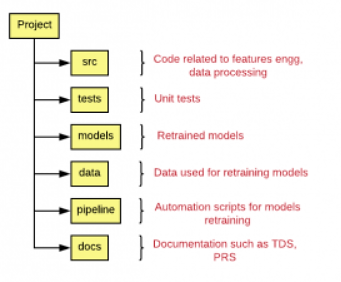 Project
src
Code related to features engg,
data processing
tests
Unit tests
models
Retrained models
data
Data used for retraining models
pipeline
Automation scripts for models
retraining
docs
Documentation such as TDS,
PRS